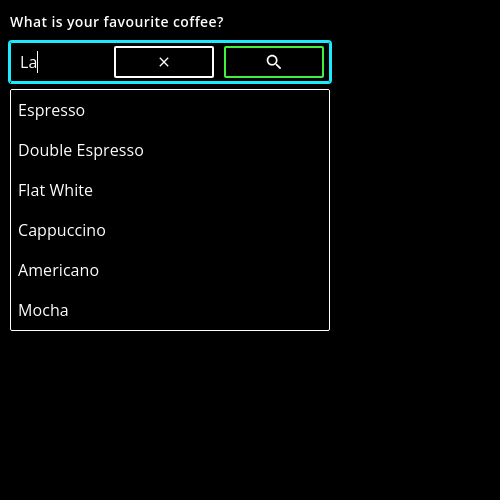 What is your favourite coffee?
La
Espresso
Double Espresso
Flat White
Cappuccino
Americano
Mocha